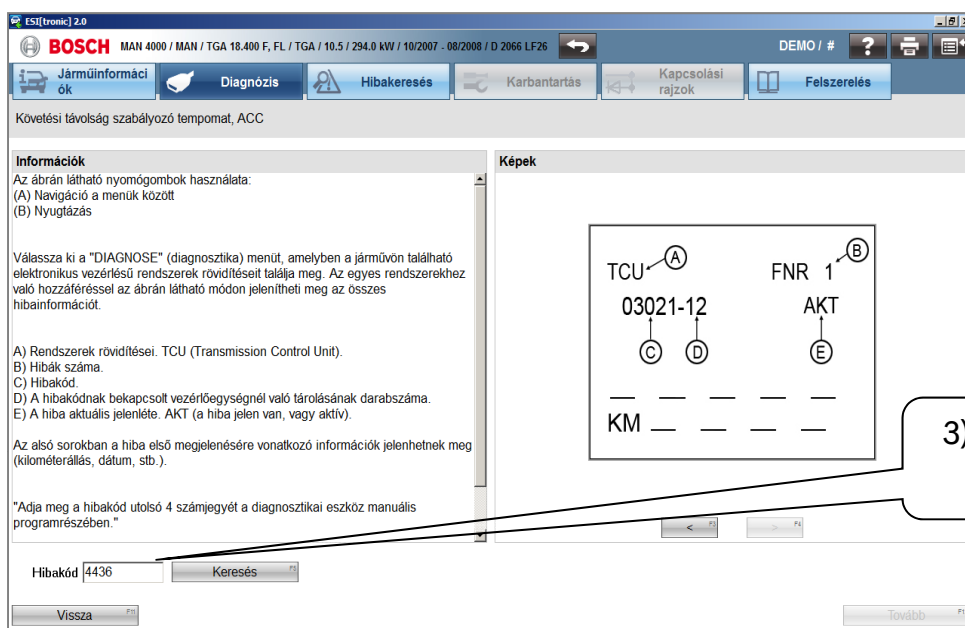 ESI[tronic] 2.0
BOSCH MAN 4000 / MAN / TGA 18.400 F, FL / TGA / 10.5 / 294.0 kW / 10/2007 - 08/2008 / D 2066 LF26 DEMO / # ?
Járműinformáci
ók
Diagnózis
Hibakeresés
Karbantartás
Kapcsolási
rajzok
Felszerelés
Követési távolság szabályozó tempomat, ACC
Információk
Az ábrán látható nyomógombok használata:
(A) Navigáció a menük között
(B) Nyugtázás
Válassza ki a "DIAGNOSE" (diagnosztika) menüt, amelyben a járművön található
elektronikus vezérlésű rendszerek rövidítéseit találja meg. Az egyes rendszerekhez
való hozzáféréssel az ábrán látható módon jelenítheti meg az összes
hibainformációt.
A) Rendszerek rövidítései. TCU (Transmission Control Unit).
B) Hibák száma.
C) Hibakód.
D) A hibakódnak bekapcsolt vezérlőegységnél való tárolásának darabszáma.
E) A hiba aktuális jelenléte. AKT (a hiba jelen van, vagy aktív).
Az alsó sorokban a hiba első megjelenésére vonatkozó információk jelenhetnek meg
(kilométerállás, dátum, stb.).
"Adja meg a hibakód utolsó 4 számjegyét a diagnosztikai eszköz manuális
programrészében."
Képek
TCU A FNR 1 B
03021-12 AKT
C D E
KM
3)
< F3 > F4
Hibakód 4436 Keresés F5
Vissza F11 Tovább